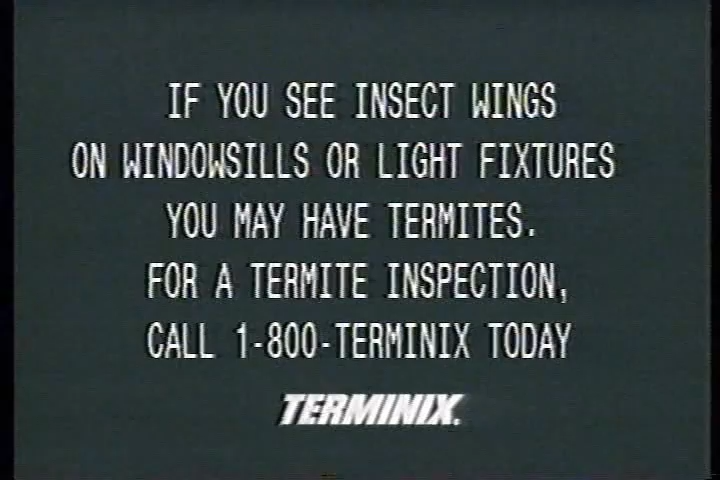 IF YOU SEE INSECT WINGS
ON WINDOWSILLS OR LIGHT FIXTURES
YOU MAY HAVE TERMITES.
FOR A TERMITE INSPECTION,
CALL 1-800-TERMINIX TODAY
TERMINIX.